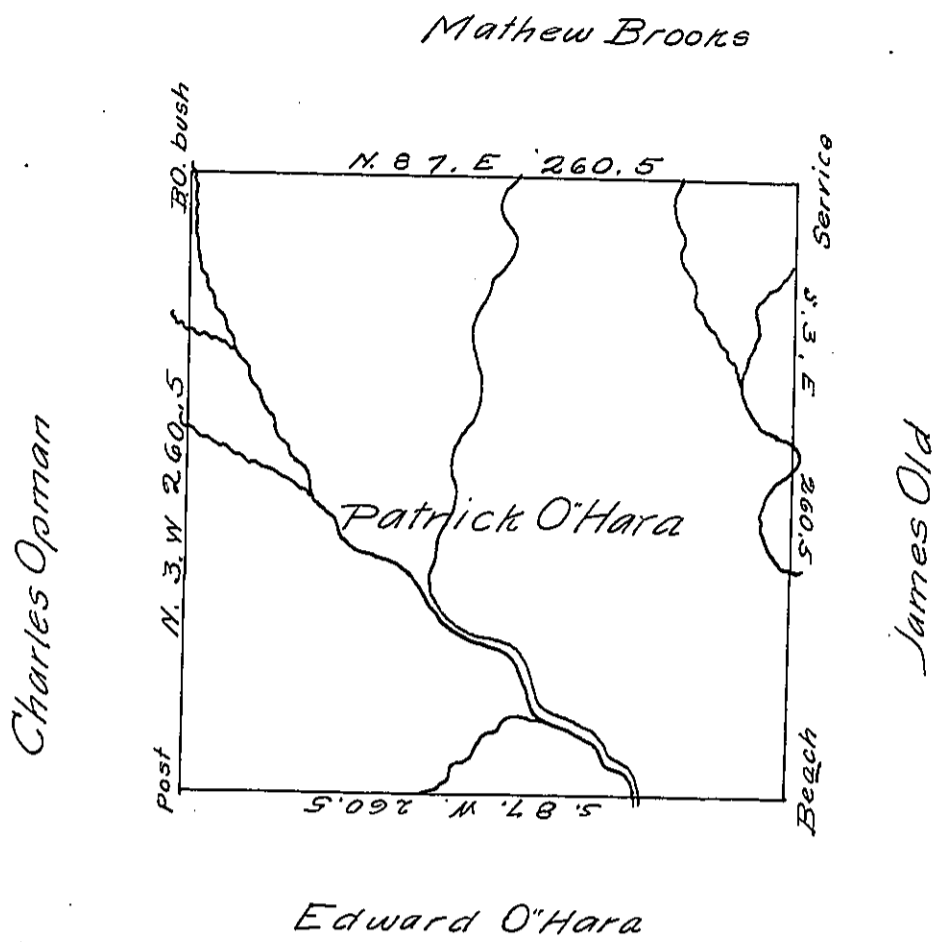 Mathew Brooks
BO. bush
N. 87. E 260.5
Service
S. 3. E 260.5
James Old
Charles Opman
N. 3. W 260.5
Patrick O"Hara
Post
S. 87. W. 260.5
Beach
Edward O"Hara